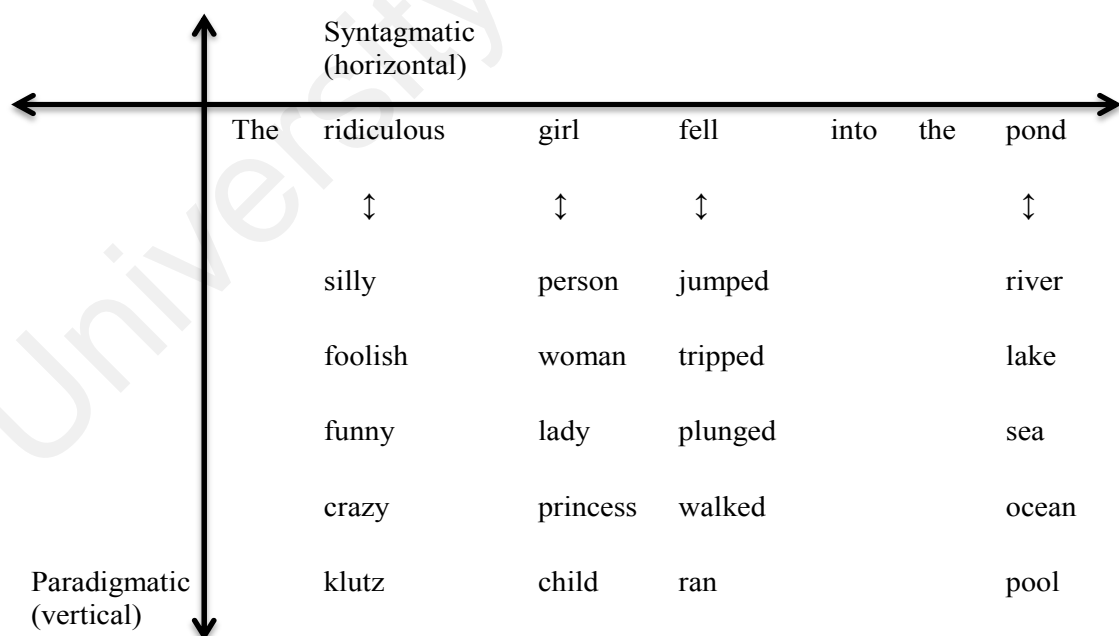 Syntagmatic
(horizontal)
The ridiculous girl fell into the pond
↕ ↕ ↕ ↕
silly person jumped river
foolish woman tripped lake
funny lady plunged sea
crazy princess walked ocean
Paradigmatic klutz child ran pool
(vertical)
University